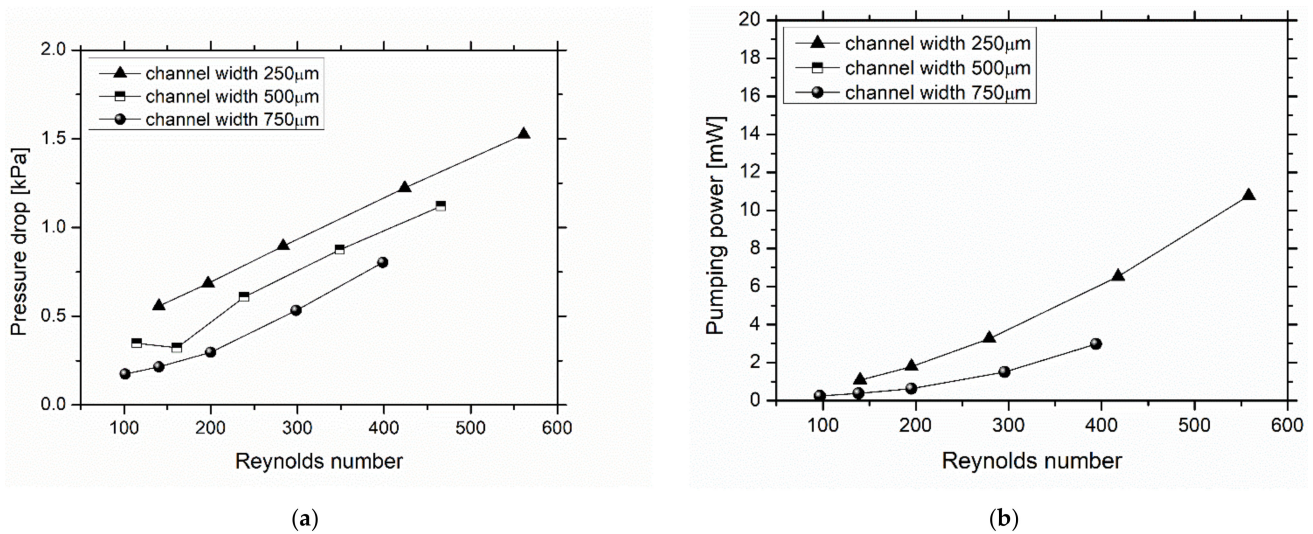 2.0
1.5
1.0
0.5
0.0
Pressure drop [kPa]
channel width 250μm
channel width 500μm
channel width 750μm
100 200 300 400 500 600
Reynolds number
(a)
20
18
16
14
12
10
8
6
4
2
0
Pumping power [mW]
channel width 250μm
channel width 500μm
channel width 750μm
100 200 300 400 500 600
Reynolds number
(b)